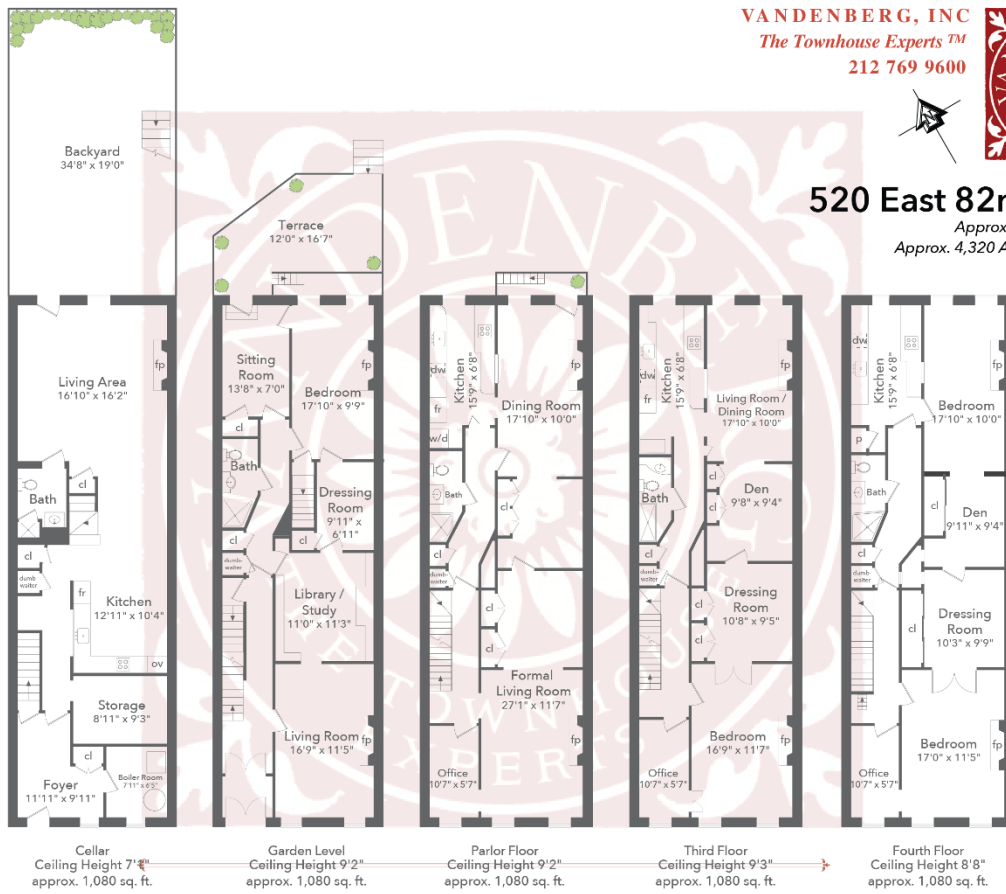 VANDENBERG, INC
The Townhouse Experts ™
212 769 9600
520 East 82
Approx
Approx. 4,320 A
Backyard
34'8" x 19'0"
Living Area
16'10" x 16'2"
fp
Bath
cl
cl
dumb-
waiter
fr
Kitchen
12'11" x 10'4"
ov
Storage
8'11" x 9'3"
cl
Boiler Room
7'11" x 6'5"
Foyer
11'11" x 9'11"
Cellar
Ceiling Height
approx. 1,080 sq. ft.
Terrace
12'0" x 16'7"
Sitting
Room
13'8" x 7'0"
fp
Bedroom
17'10" x 9'9"
cl
Bath
Dressing
Room
9'11" x
6'11"
cl
cl
dumb-
waiter
Library /
Study
11'0" x 11'3"
Living Room
16'9" x 11'5"
fp
Garden Level
Ceiling Height 9'2"
approx. 1,080 sq. ft.
dw
fr
w/d
Kitchen
15'9" x 6'8"
fp
Dining Room
17'10" x 10'0"
Bath
cl
cl
dumb-
waiter
cl
cl
Formal
Living Room
27'1" x 11'7"
fp
Office
10'7" x 5'7"
Parlor Floor
Ceiling Height 9'2"
approx. 1,080 sq. ft.
dw
fr
Kitchen
15'9" x 6'8"
fp
Living Room /
Dining Room
17'10" x 10'0"
Bath
cl
Den
9'8" x 9'4"
cl
cl
dumb-
waiter
cl
Dressing
Room
10'8" x 9'5"
cl
Bedroom
16'9" x 11'7"
fp
Office
10'7" x 5'7"
Third Floor
Ceiling Height 9'3"
approx. 1,080 sq. ft.
dw
fr
Kitchen
15'9" x 6'8"
fp
Bedroom
17'10" x 10'0"
p
Bath
cl
Den
9'11" x 9'4"
cl
dumb-
waiter
cl
Dressing
Room
10'3" x 9'9"
Bedroom
17'0" x 11'5"
fp
Office
10'7" x 5'7"
Fourth Floor
Ceiling Height 8'8"
approx. 1,080 sq. ft.
VANDENBERG
THE TOWNHOUSE
EXPERTS